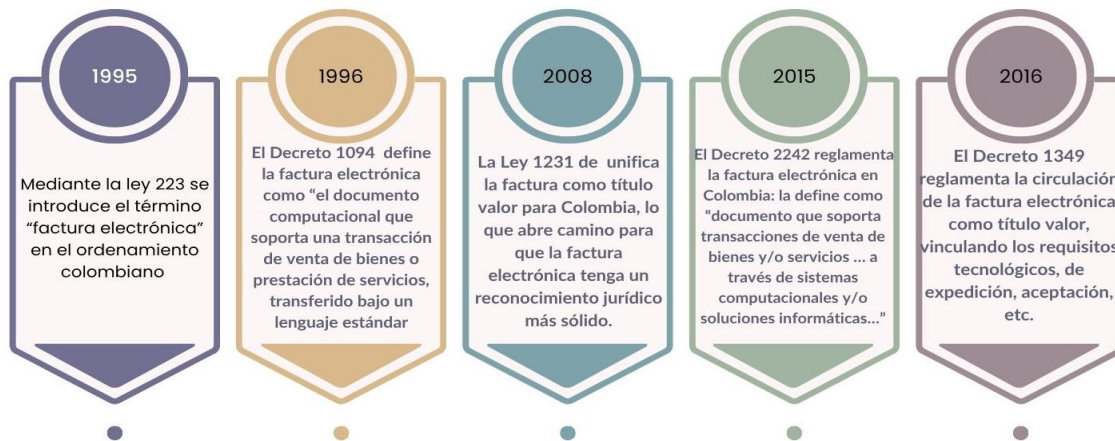 1995
Mediante la ley 223 se
introduce el término
“factura electrónica”
en el ordenamiento
colombiano
1996
El Decreto 1094 define
la factura electrónica
como “el documento
computacional que
soporta una transacción
de venta de bienes o
prestación de servicios,
transferido bajo un
lenguaje estándar
2008
La Ley 1231 de unifica
la factura como título
valor para Colombia, lo
que abre camino para
que la factura
electrónica tenga un
reconocimiento jurídico
más sólido.
2015
El Decreto 2242 reglamenta
la factura electrónica en
Colombia: la define como
“documento que soporta
transacciones de venta de
bienes y/o servicios ... a
través de sistemas
computacionales y/o
soluciones informáticas...”
2016
El Decreto 1349
reglamenta la circulación
de la factura electrónica
como título valor,
vinculando los requisitos
tecnológicos, de
expedición, aceptación,
etc.